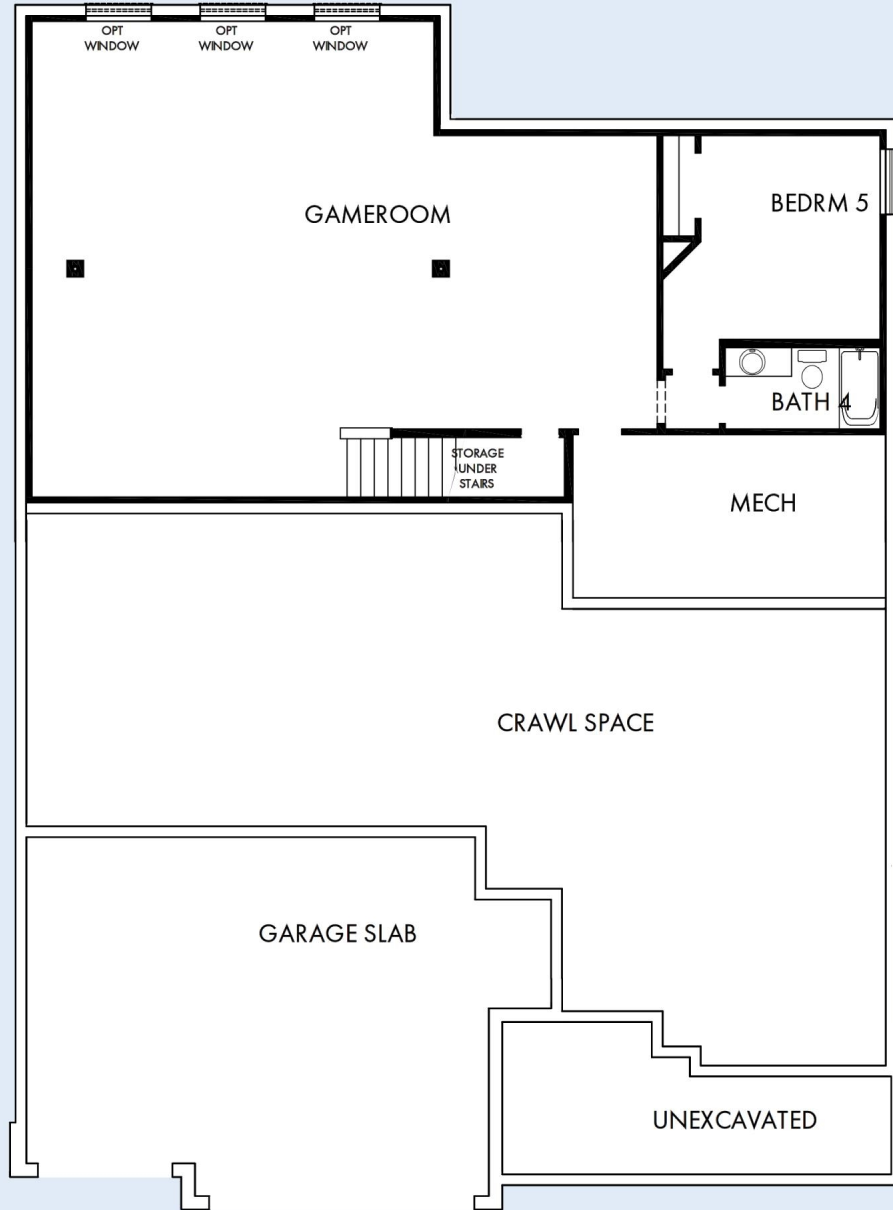 OPT
WINDOW
OPT
WINDOW
OPT
WINDOW
GAMEROOM
BEDRM 5
BATH 4
STORAGE
UNDER
STAIRS
MECH
CRAWL SPACE
GARAGE SLAB
UNEXCAVATED